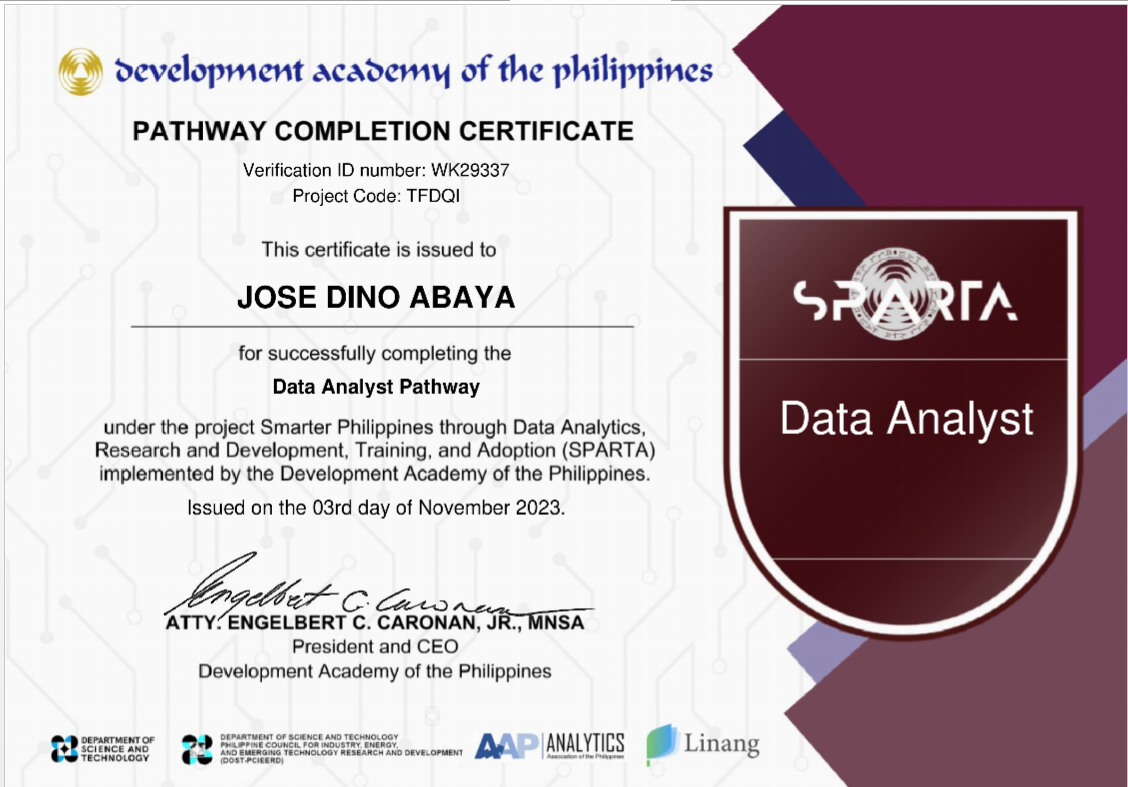 development academy of the philippines
PATHWAY COMPLETION CERTIFICATE
Verification ID number: WK29337
Project Code: TFDQI
This certificate is issued to
JOSE DINO ABAYA
for successfully completing the
Data Analyst Pathway
under the project Smarter Philippines through Data Analytics,
Research and Development, Training, and Adoption (SPARTA)
implemented by the Development Academy of the Philippines.
Issued on the 03rd day of November 2023.
Engelbert C. Caronan
ATTY. ENGELBERT C. CARONAN, JR., MNSA
President and CEO
Development Academy of the Philippines
SPARTA
Data Analyst
DEPARTMENT OF
SCIENCE AND
TECHNOLOGY
DEPARTMENT OF SCIENCE AND TECHNOLOGY
PHILIPPINE COUNCIL FOR INDUSTRY, ENERGY,
AND EMERGING TECHNOLOGY RESEARCH AND DEVELOPMENT
(DOST-PCIEERD)
AAP ANALYTICS
Association of the Philippines
Linang